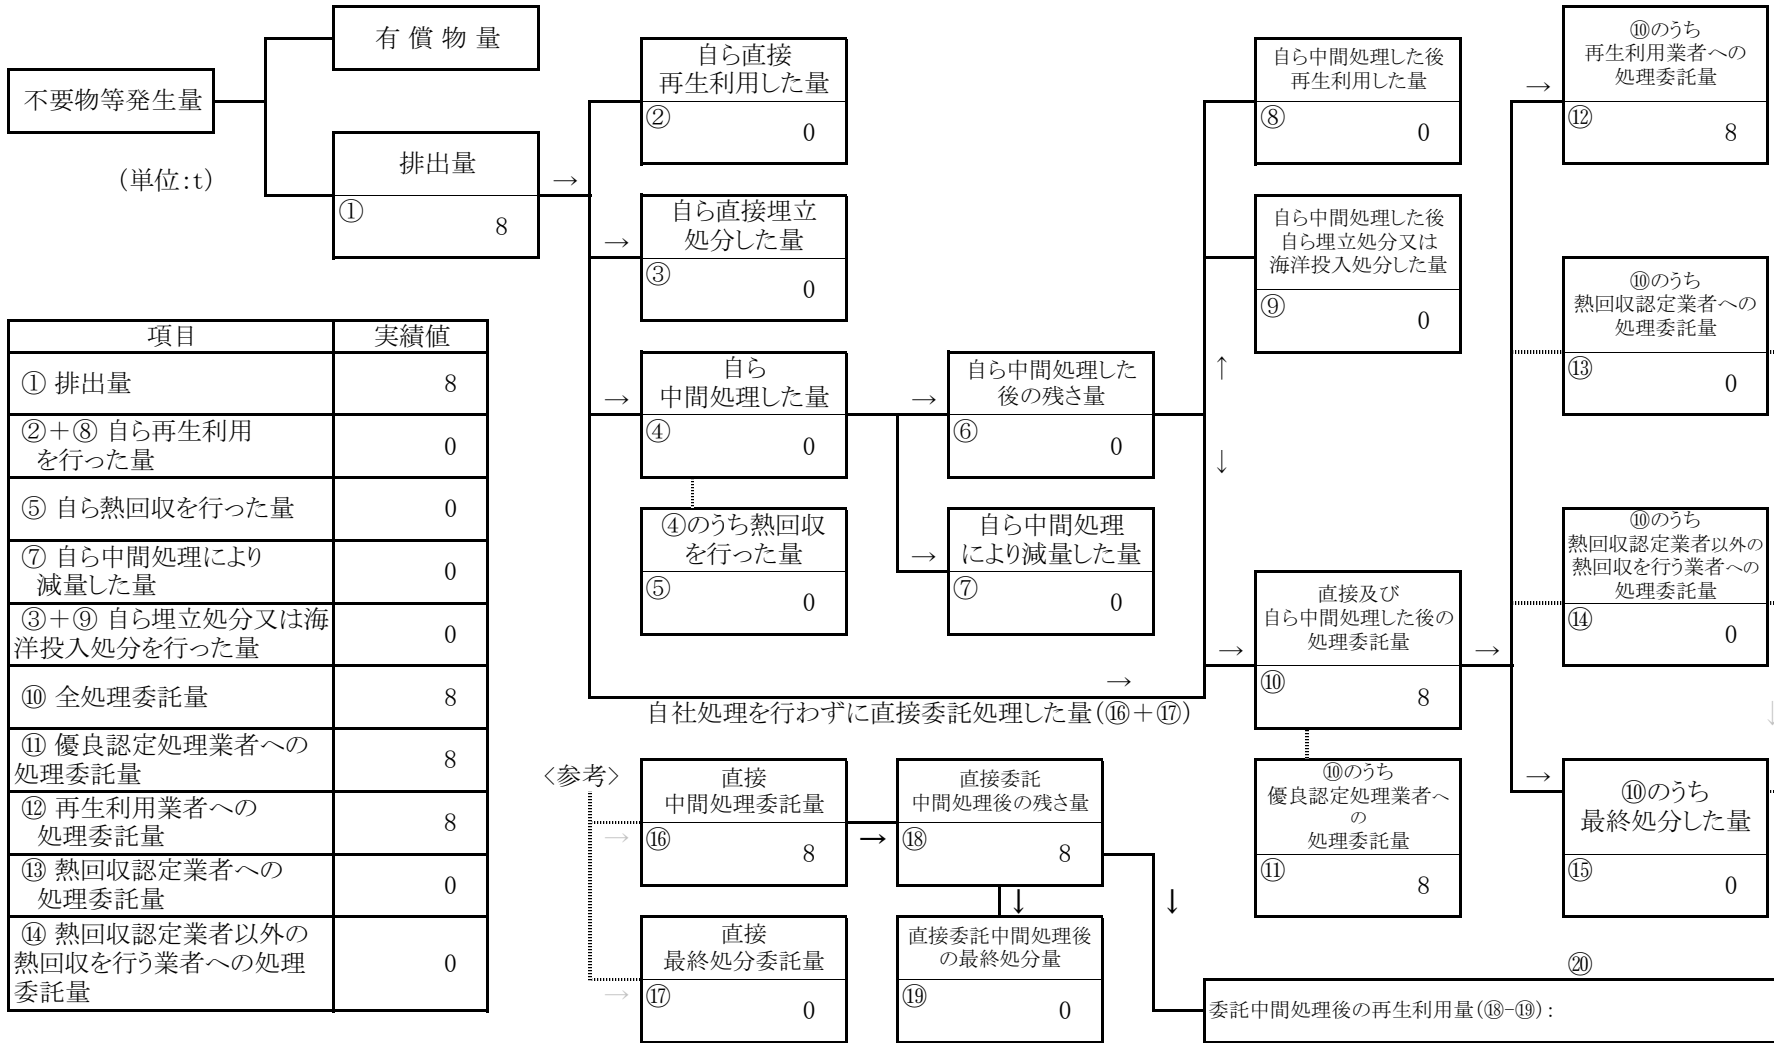 不要物等発生量
(単位:t)
有 償 物 量
排出量
①
8
→
自ら直接
再生利用した量
②
0
→
自ら直接埋立
処分した量
③
0
→
自ら
中間処理した量
④
0
④のうち熱回収
を行った量
⑤
0
→
自ら中間処理した
後の残さ量
⑥
0
→
自ら中間処理
により減量した量
⑦
0
↑
↓
自ら中間処理した後
再生利用した量
⑧
0
自ら中間処理した後
自ら埋立処分又は
海洋投入処分した量
⑨
0
→
自社処理を行わずに直接委託処理した量(⑯+⑰)
→
直接及び
自ら中間処理した後の
処理委託量
⑩
8
→
⑩のうち
優良認定処理業者へ
の
処理委託量
⑪
8
→
⑩のうち
再生利用業者への
処理委託量
⑫
8
⑩のうち
熱回収認定業者への
処理委託量
⑬
0
⑩のうち
熱回収認定業者以外の
熱回収を行う業者への
処理委託量
⑭
0
↓
→
⑩のうち
最終処分した量
⑮
0
項目 実績値
① 排出量 8
②+⑧ 自ら再生利用
を行った量 0
⑤ 自ら熱回収を行った量 0
⑦ 自ら中間処理により
減量した量 0
③+⑨ 自ら埋立処分又は海
洋投入処分を行った量 0
⑩ 全処理委託量 8
⑪ 優良認定処理業者への
処理委託量 8
⑫ 再生利用業者への
処理委託量 8
⑬ 熱回収認定業者への
処理委託量 0
⑭ 熱回収認定業者以外の
熱回収を行う業者への処理
委託量 0
<参考>
→
直接
中間処理委託量
⑯
8
→
直接委託
中間処理後の残さ量
⑱
8
↓
↓
→
直接
最終処分委託量
⑰
0
直接委託中間処理後
の最終処分量
⑲
0
⑳
委託中間処理後の再生利用量(⑱-⑲):